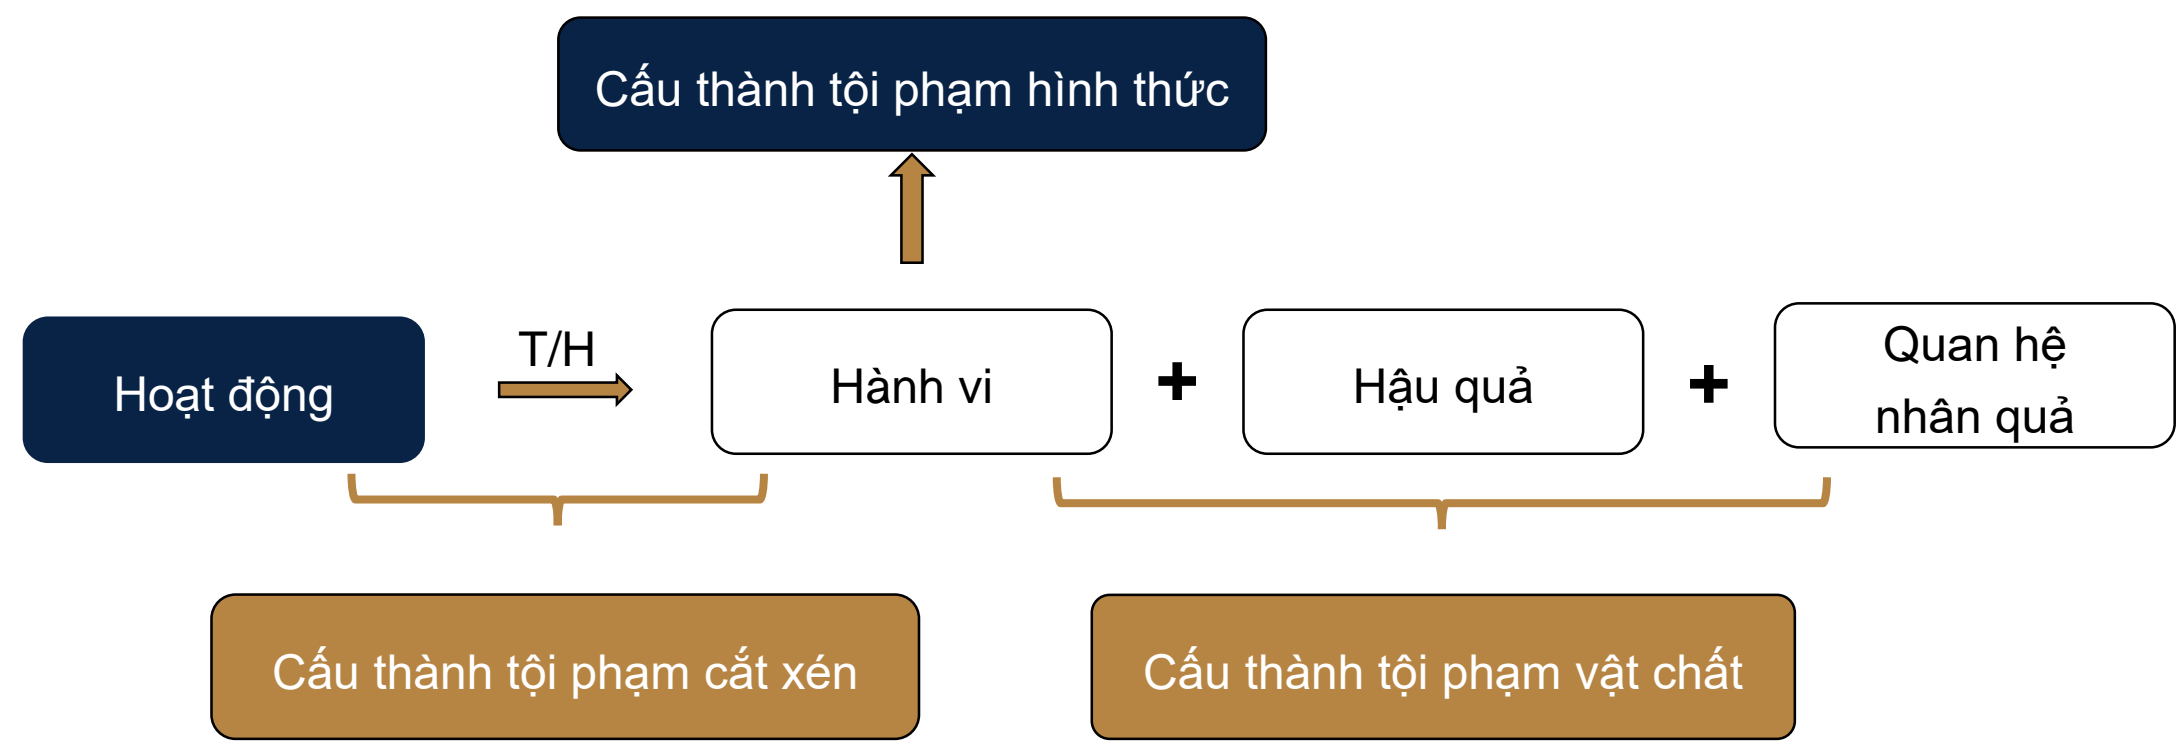 Cấu thành tội phạm hình thức
Hoạt động
T/H
Hành vi
+
Hậu quả
+
Quan hệ
nhân quả
Cấu thành tội phạm cắt xén
Cấu thành tội phạm vật chất